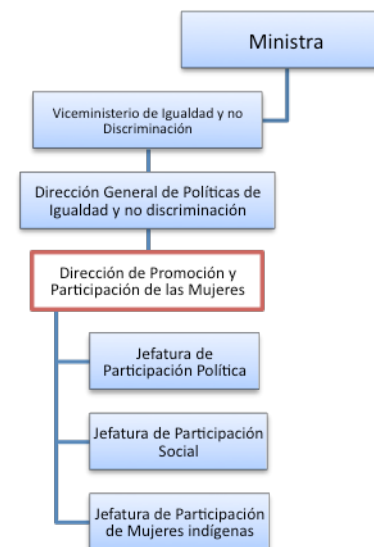 Ministra
Viceministerio de Igualdad y no
Discriminación
Dirección General de Políticas de
Igualdad y no discriminación
Dirección de Promoción y
Participación de las Mujeres
Jefatura de
Participación Política
Jefatura de Participación
Social
Jefatura de Participación
de Mujeres indígenas